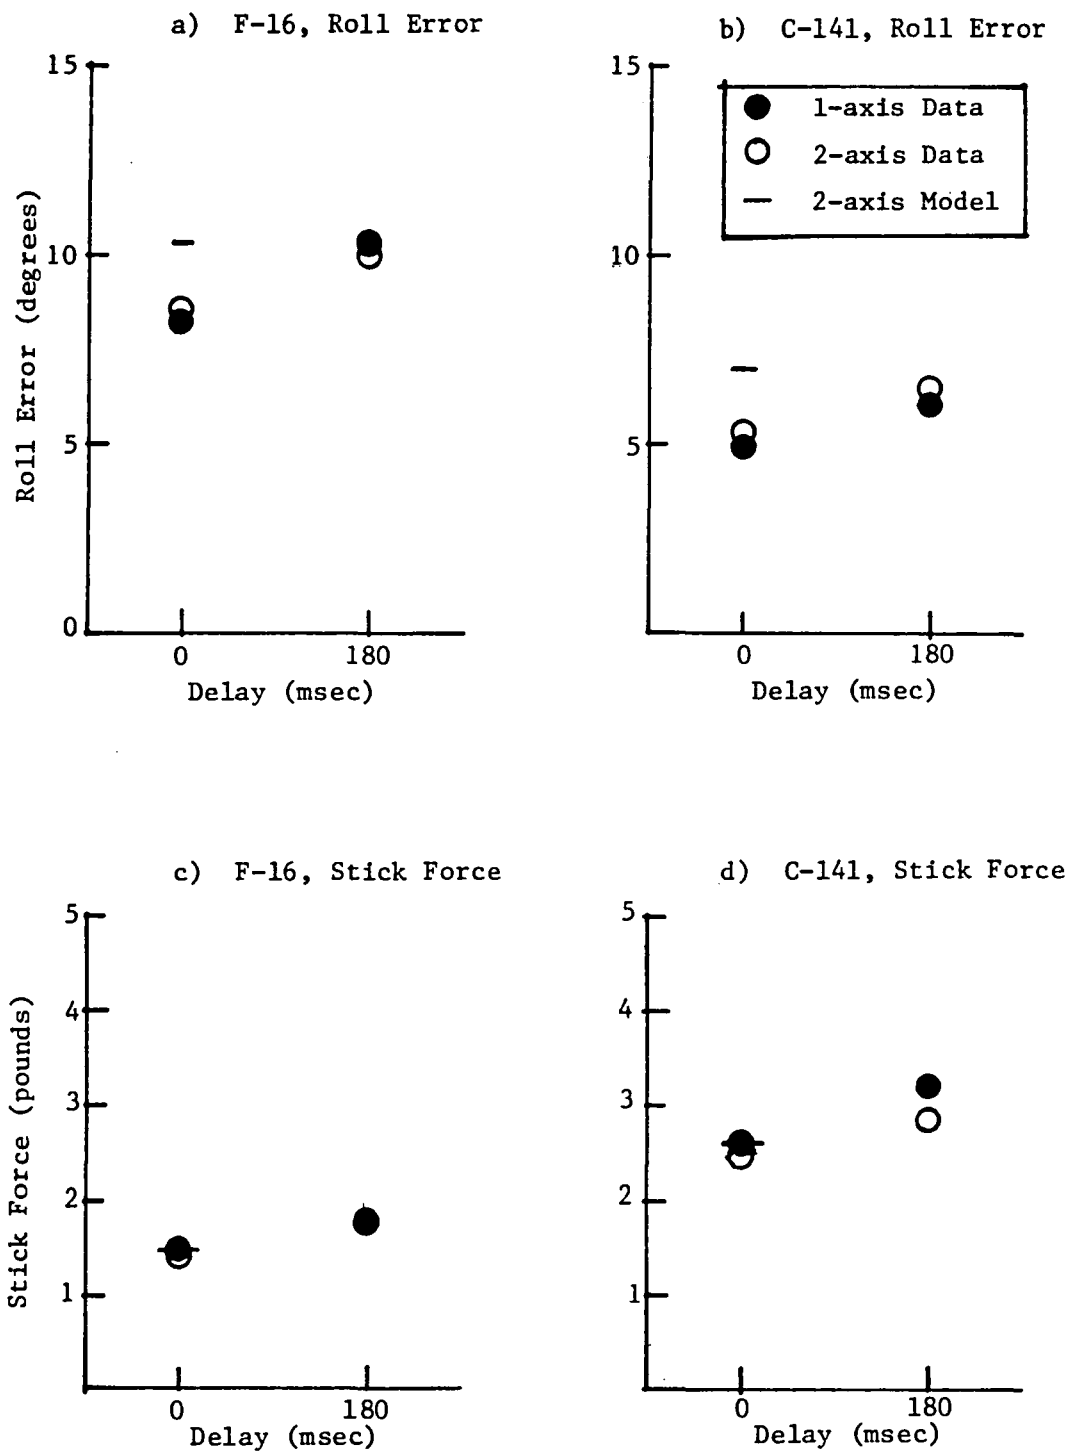 a) F-16, Roll Error
15
10
5
0
Roll Error (degrees)
0 180
Delay (msec)
b) C-141, Roll Error
15
10
5
1-axis Data
2-axis Data
2-axis Model
0 180
Delay (msec)
c) F-16, Stick Force
5
4
3
2
1
Stick Force (pounds)
0 180
Delay (msec)
d) C-141, Stick Force
5
4
3
2
1
0 180
Delay (msec)